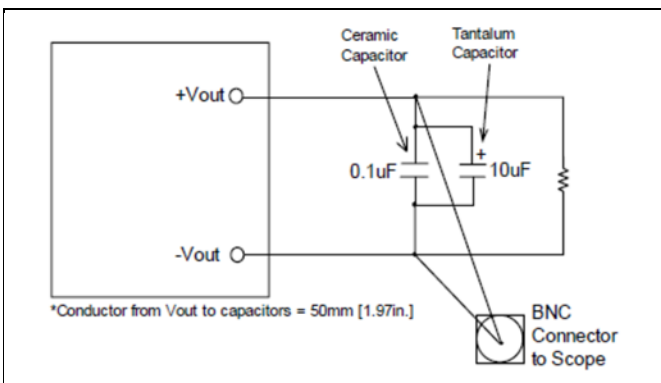 Ceramic
Capacitor
Tantalum
Capacitor
+Vout
+
0.1uF
10uF
-Vout
*Conductor from Vout to capacitors = 50mm [1.97in.]
BNC
Connector
to Scope